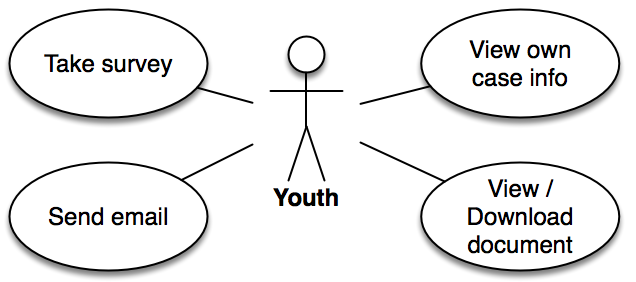 Take survey
View own
case info
Youth
Send email
View /
Download
document